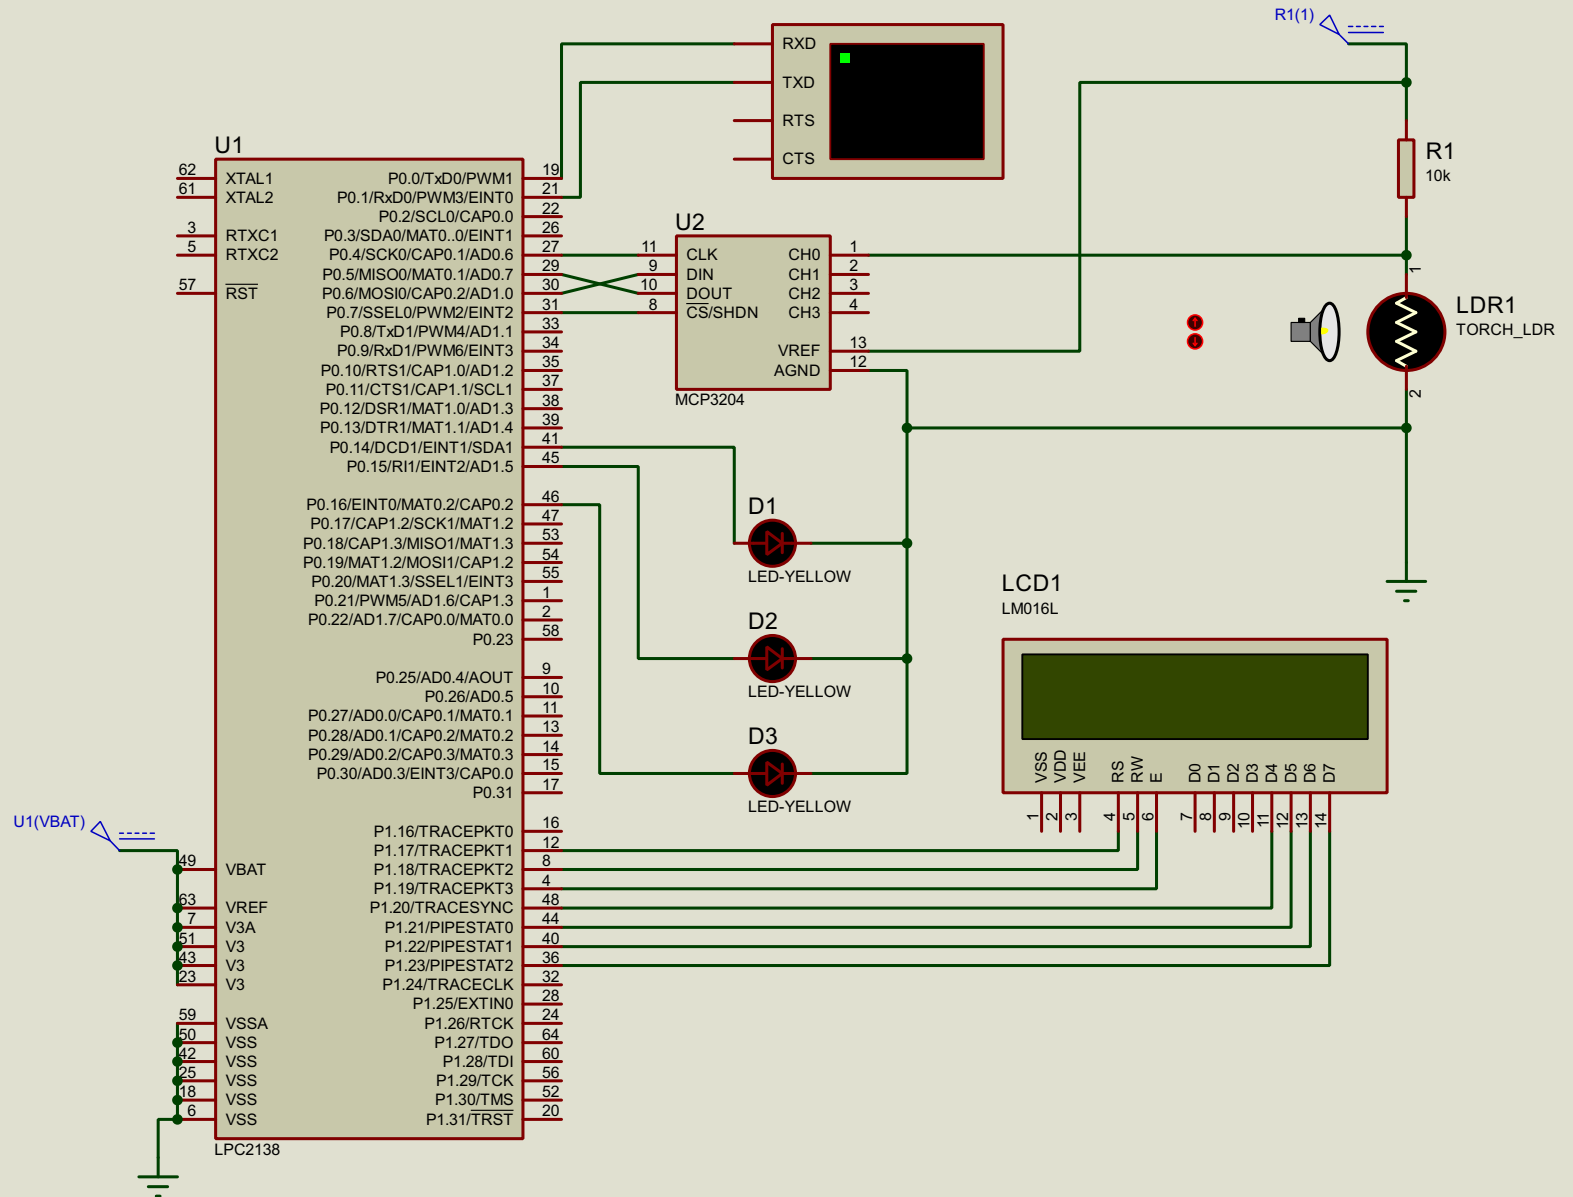 R1(1)
RXD
TXD
RTS
CTS
R1
10k
U1
62 XTAL1
61 XTAL2
3 RTXC1
5 RTXC2
57 RST
P0.0/TxD0/PWM1 19
P0.1/RxD0/PWM3/EINT0 21
P0.2/SCL0/CAP0.0 22
P0.3/SDA0/MAT0..0/EINT1 26
P0.4/SCK0/CAP0.1/AD0.6 27
P0.5/MISO0/MAT0.1/AD0.7 29
P0.6/MOSI0/CAP0.2/AD1.0 30
P0.7/SSEL0/PWM2/EINT2 31
P0.8/TxD1/PWM4/AD1.1 33
P0.9/RxD1/PWM6/EINT3 34
P0.10/RTS1/CAP1.0/AD1.2 35
P0.11/CTS1/CAP1.1/SCL1 37
P0.12/DSR1/MAT1.0/AD1.3 38
P0.13/DTR1/MAT1.1/AD1.4 39
P0.14/DCD1/EINT1/SDA1 41
P0.15/RI1/EINT2/AD1.5 45
P0.16/EINT0/MAT0.2/CAP0.2 46
P0.17/CAP1.2/SCK1/MAT1.2 47
P0.18/CAP1.3/MISO1/MAT1.3 53
P0.19/MAT1.2/MOSI1/CAP1.2 54
P0.20/MAT1.3/SSEL1/EINT3 55
P0.21/PWM5/AD1.6/CAP1.3 1
P0.22/AD1.7/CAP0.0/MAT0.0 2
P0.23 58
P0.25/AD0.4/AOUT 9
P0.26/AD0.5 10
P0.27/AD0.0/CAP0.1/MAT0.1 11
P0.28/AD0.1/CAP0.2/MAT0.2 13
P0.29/AD0.2/CAP0.3/MAT0.3 14
P0.30/AD0.3/EINT3/CAP0.0 15
P0.31 17
P1.16/TRACEPKT0 16
P1.17/TRACEPKT1 12
P1.18/TRACEPKT2 8
P1.19/TRACEPKT3 4
P1.20/TRACESYNC 48
P1.21/PIPESTAT0 44
P1.22/PIPESTAT1 40
P1.23/PIPESTAT2 36
P1.24/TRACECLK 32
P1.25/EXTIN0 28
P1.26/RTCK 24
P1.27/TDO 64
P1.28/TDI 60
P1.29/TCK 56
P1.30/TMS 52
P1.31/TRST 20
U1(VBAT)
49 VBAT
63 VREF
7 V3A
51 V3
43 V3
23 V3
59 VSSA
50 VSS
42 VSS
25 VSS
18 VSS
6 VSS
LPC2138
U2
11 CLK
9 DIN
10 DOUT
8 CS/SHDN
CH0 1
CH1 2
CH2 3
CH3 4
VREF 13
AGND 12
MCP3204
1
LDR1
TORCH_LDR
2
D1
LED-YELLOW
D2
LED-YELLOW
D3
LED-YELLOW
LCD1
LM016L
VSS VDD VEE RS RW E D0 D1 D2 D3 D4 D5 D6 D7
1 2 3 4 5 6 7 8 9 10 11 12 13 14